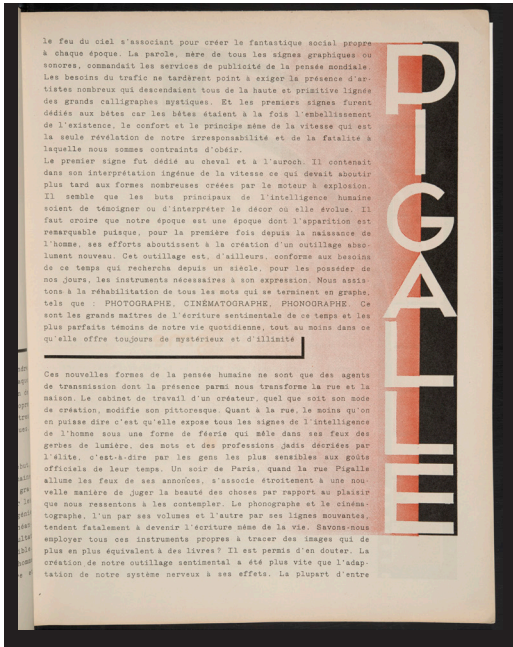 le feu du ciel s'associant pour créer le fantastique social propre
à chaque époque. La parole, mère de tous les signes graphiques ou
sonores, commandait les services de publicité de la pensée mondiale.
Les besoins du trafic ne tardèrent point à exiger la présence d'ar-
tistes nombreux qui descendaient tous de la haute et primitive lignée
des grands calligraphes mystiques. Et les premiers signes furent
dédiés aux bêtes car les bêtes étaient à la fois l'embellissement
de l'existence, le confort et le principe même de la vitesse qui est
la seule révélation de notre irresponsabilité et de la fatalité à
laquelle nous sommes contraints d'obéir.
Le premier signe fut dédié au cheval et à l'auroch. Il contenait
dans son interprétation ingénue de la vitesse ce qui devait aboutir
plus tard aux formes nombreuses créées par le moteur à explosion.
Il semble que les buts principaux de l'intelligence humaine
soient de témoigner ou d'interpréter le décor où elle évolue. Il
faut croire que notre époque est une époque dont l'apparition est
remarquable puisque, pour la première fois depuis la naissance de
l'homme, ses efforts aboutissent à la création d'un outillage abso-
lument nouveau. Cet outillage est, d'ailleurs, conforme aux besoins
de ce temps qui rechercha depuis un siècle, pour les posséder de
nos jours, les instruments nécessaires à son expression. Nous assis-
tons à la réhabilitation de tous les mots qui se terminent en graphe,
tels que : PHOTOGRAPHE, CINÉMATOGRAPHE, PHONOGRAPHE. Ce
sont les grands maîtres de l'écriture sentimentale de ce temps et les
plus parfaits témoins de notre vie quotidienne, tout au moins dans ce
qu'elle offre toujours de mystérieux et d'illimité
Ces nouvelles formes de la pensée humaine ne sont que des agents
de transmission dont la présence parmi nous transforme la rue et la
maison. Le cabinet de travail d'un créateur, quel que soit son mode
de création, modifie son pittoresque. Quant à la rue, le moins qu'on
en puisse dire c'est qu'elle expose tous les signes de l'intelligence
de l'homme sous une forme de féerie qui mêle dans ses feux des
gerbes de lumière, des mots et des professions jadis décriées par
l'élite, c'est-à-dire par les gens les plus sensibles aux goûts
officiels de leur temps. Un soir de Paris, quand la rue Pigalle
allume les feux de ses annonces, s'associe étroitement à une nou-
velle manière de juger la beauté des choses par rapport au plaisir
que nous ressentons à les contempler. Le phonographe et le cinéma-
tographe, l'un par ses volumes et l'autre par ses lignes mouvantes,
tendent fatalement à devenir l'écriture même de la vie. Savons-nous
employer tous ces instruments propres à tracer des images qui de
plus en plus équivalent à des livres ? Il est permis d'en douter. La
création de notre outillage sentimental a été plus vite que l'adap-
tation de notre système nerveux à ses effets. La plupart d'entre
PIGALLE